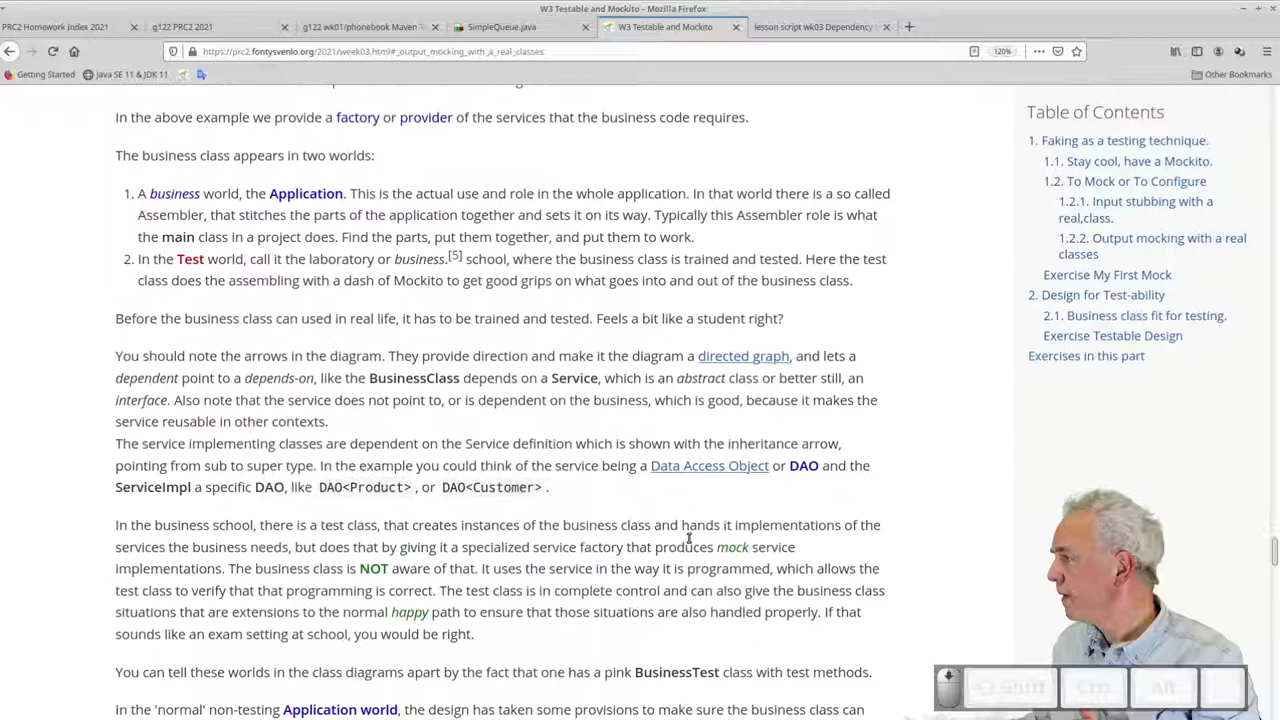 W3 Testable and Mockito - Mozilla Firefox
PRC2 Homework Index 2021
g122 PRC2 2021
g122 wk01/phonebook Maven T
SimpleQueue.java
W3 Testable and Mockito
lesson script wk03 Dependency
https://prc2.fontysvenlo.org/2021/week03.html#_output_mocking_with_a_real_classes
120%
Getting Started
Java SE 11 & JDK 11
Other Bookmarks
In the above example we provide a factory or provider of the services that the business code requires.
The business class appears in two worlds:
1. A business world, the Application. This is the actual use and role in the whole application. In that world there is a so called
Assembler, that stitches the parts of the application together and sets it on its way. Typically this Assembler role is what
the main class in a project does. Find the parts, put them together, and put them to work.
2. In the Test world, call it the laboratory or business.[5] school, where the business class is trained and tested. Here the test
class does the assembling with a dash of Mockito to get good grips on what goes into and out of the business class.
Before the business class can used in real life, it has to be trained and tested. Feels a bit like a student right?
You should note the arrows in the diagram. They provide direction and make it the diagram a directed graph, and lets a
dependent point to a depends-on, like the BusinessClass depends on a Service, which is an abstract class or better still, an
interface. Also note that the service does not point to, or is dependent on the business, which is good, because it makes the
service reusable in other contexts.
The service implementing classes are dependent on the Service definition which is shown with the inheritance arrow,
pointing from sub to super type. In the example you could think of the service being a Data Access Object or DAO and the
ServiceImpl a specific DAO, like DAO<Product>, or DAO<Customer>.
In the business school, there is a test class, that creates instances of the business class and hands it implementations of the
services the business needs, but does that by giving it a specialized service factory that produces mock service
implementations. The business class is NOT aware of that. It uses the service in the way it is programmed, which allows the
test class to verify that that programming is correct. The test class is in complete control and can also give the business class
situations that are extensions to the normal happy path to ensure that those situations are also handled properly. If that
sounds like an exam setting at school, you would be right.
You can tell these worlds in the class diagrams apart by the fact that one has a pink BusinessTest class with test methods.
In the 'normal' non-testing Application world, the design has taken some provisions to make sure the business class can
Table of Contents
1. Faking as a testing technique.
1.1. Stay cool, have a Mockito.
1.2. To Mock or To Configure
1.2.1. Input stubbing with a
real,class.
1.2.2. Output mocking with a real
classes
Exercise My First Mock
2. Design for Test-ability
2.1. Business class fit for testing.
Exercise Testable Design
Exercises in this part
Shift
Ctrl
Alt